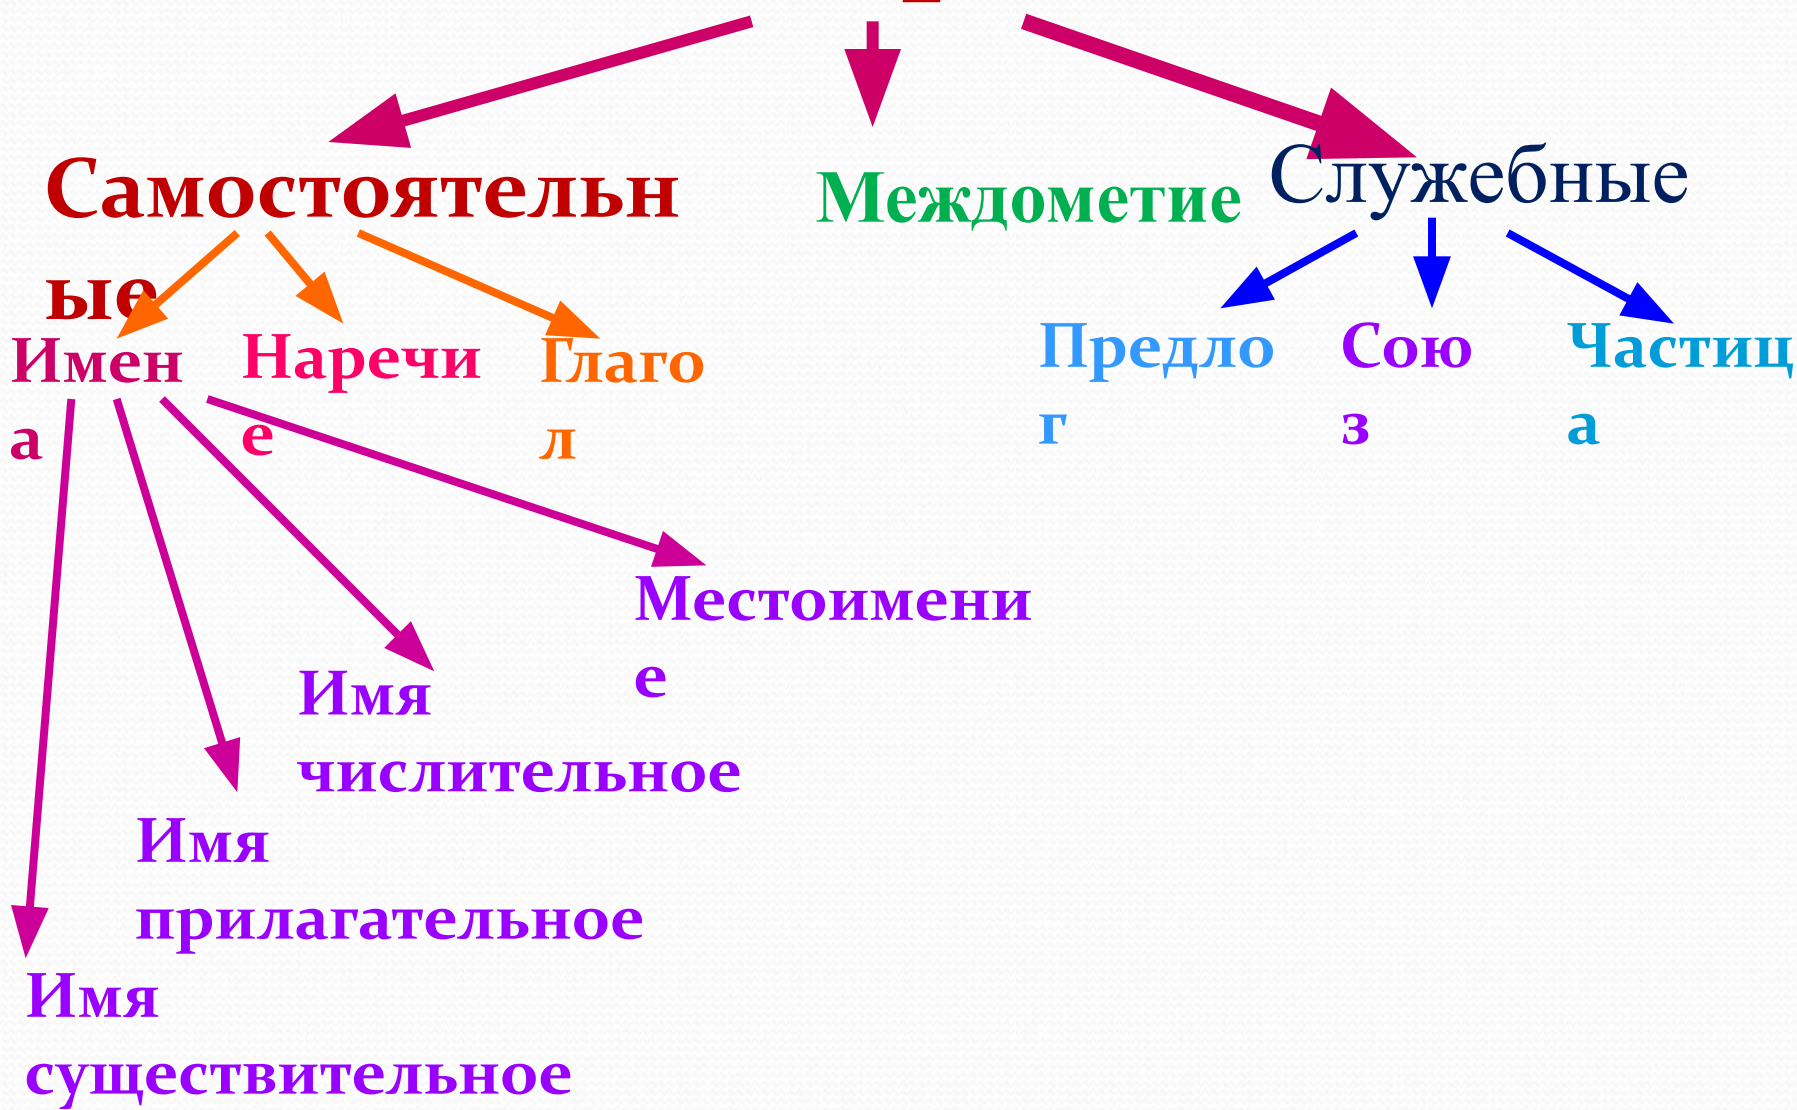 Самостоятельн
ые
Междометие
Служебные
Имен
а
Наречи
е
Глаго
л
Предло
г
Сою
з
Частиц
а
Местоимени
е
Имя
числительное
Имя
прилагательное
Имя
существительное